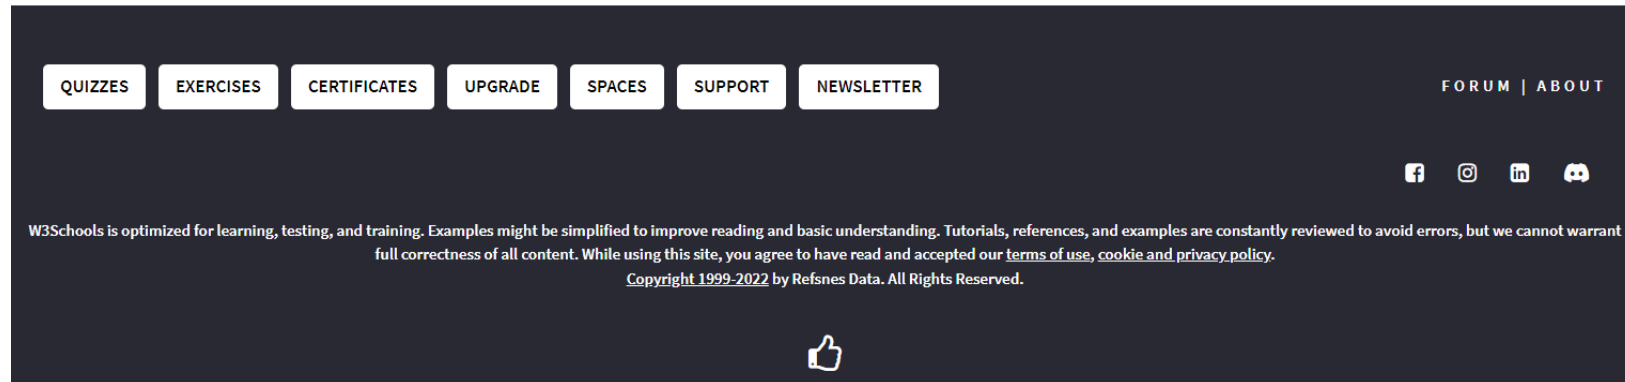 QUIZZES EXERCISES CERTIFICATES UPGRADE SPACES SUPPORT NEWSLETTER FORUM | ABOUT
W3Schools is optimized for learning, testing, and training. Examples might be simplified to improve reading and basic understanding. Tutorials, references, and examples are constantly reviewed to avoid errors, but we cannot warrant
full correctness of all content. While using this site, you agree to have read and accepted our terms of use, cookie and privacy policy.
Copyright 1999-2022 by Refsnes Data. All Rights Reserved.